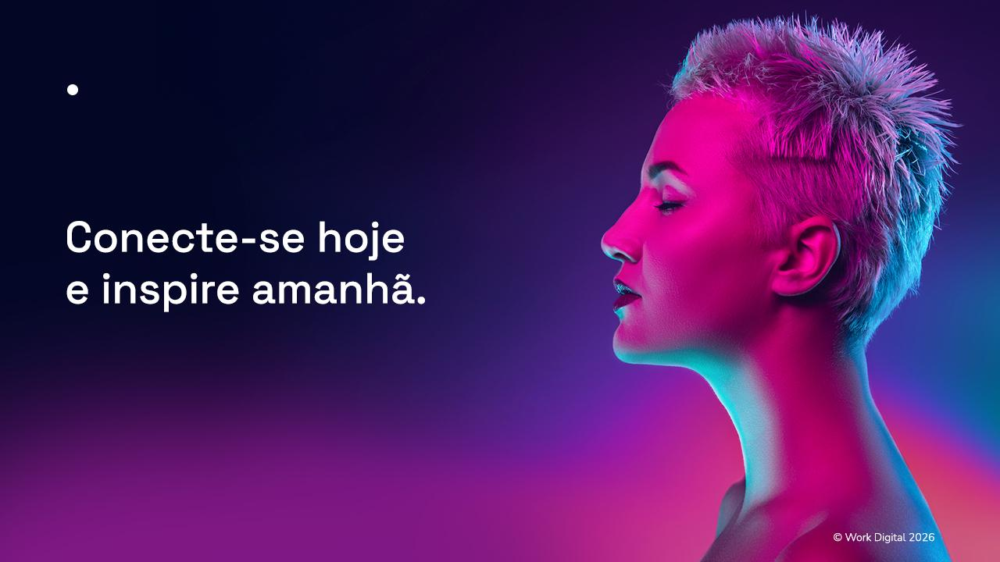 Conecte-se hoje
e inspire amanhã.
© Work Digital 2026